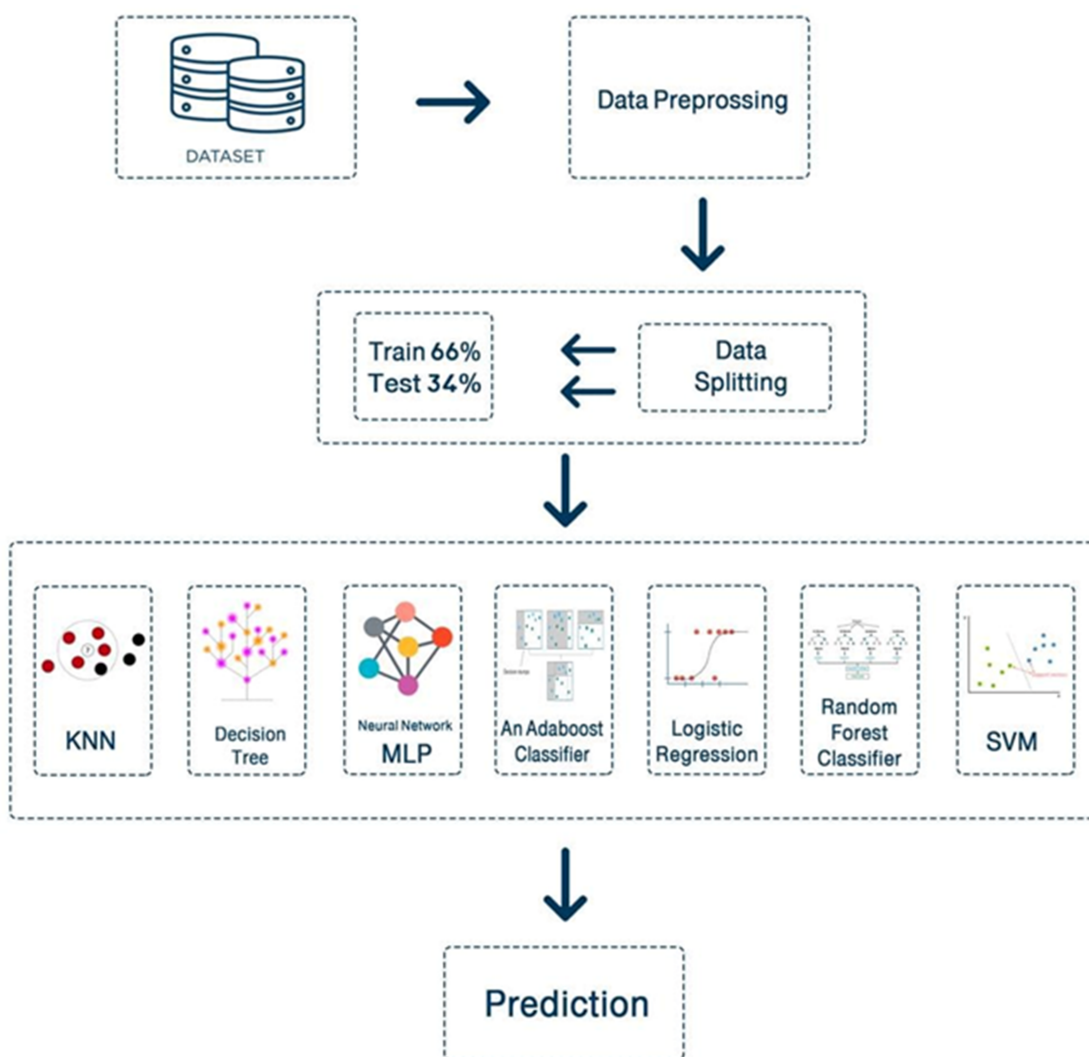 DATASET
Data Preprossing
Train 66%
Test 34%
Data
Splitting
KNN
Decision
Tree
Neural Network
MLP
An Adaboost
Classifier
Logistic
Regression
Random
Forest
Classifier
SVM
Prediction